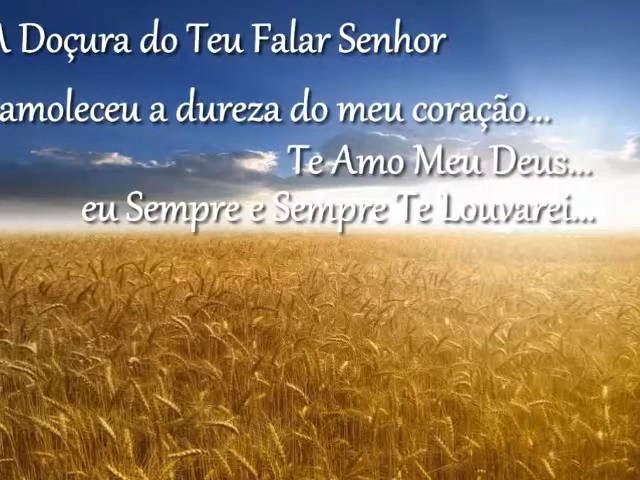 A Doçura do Teu Falar Senhor
amoleceu a dureza do meu coração...
Te Amo Meu Deus...
eu Sempre e Sempre Te Louvarei...